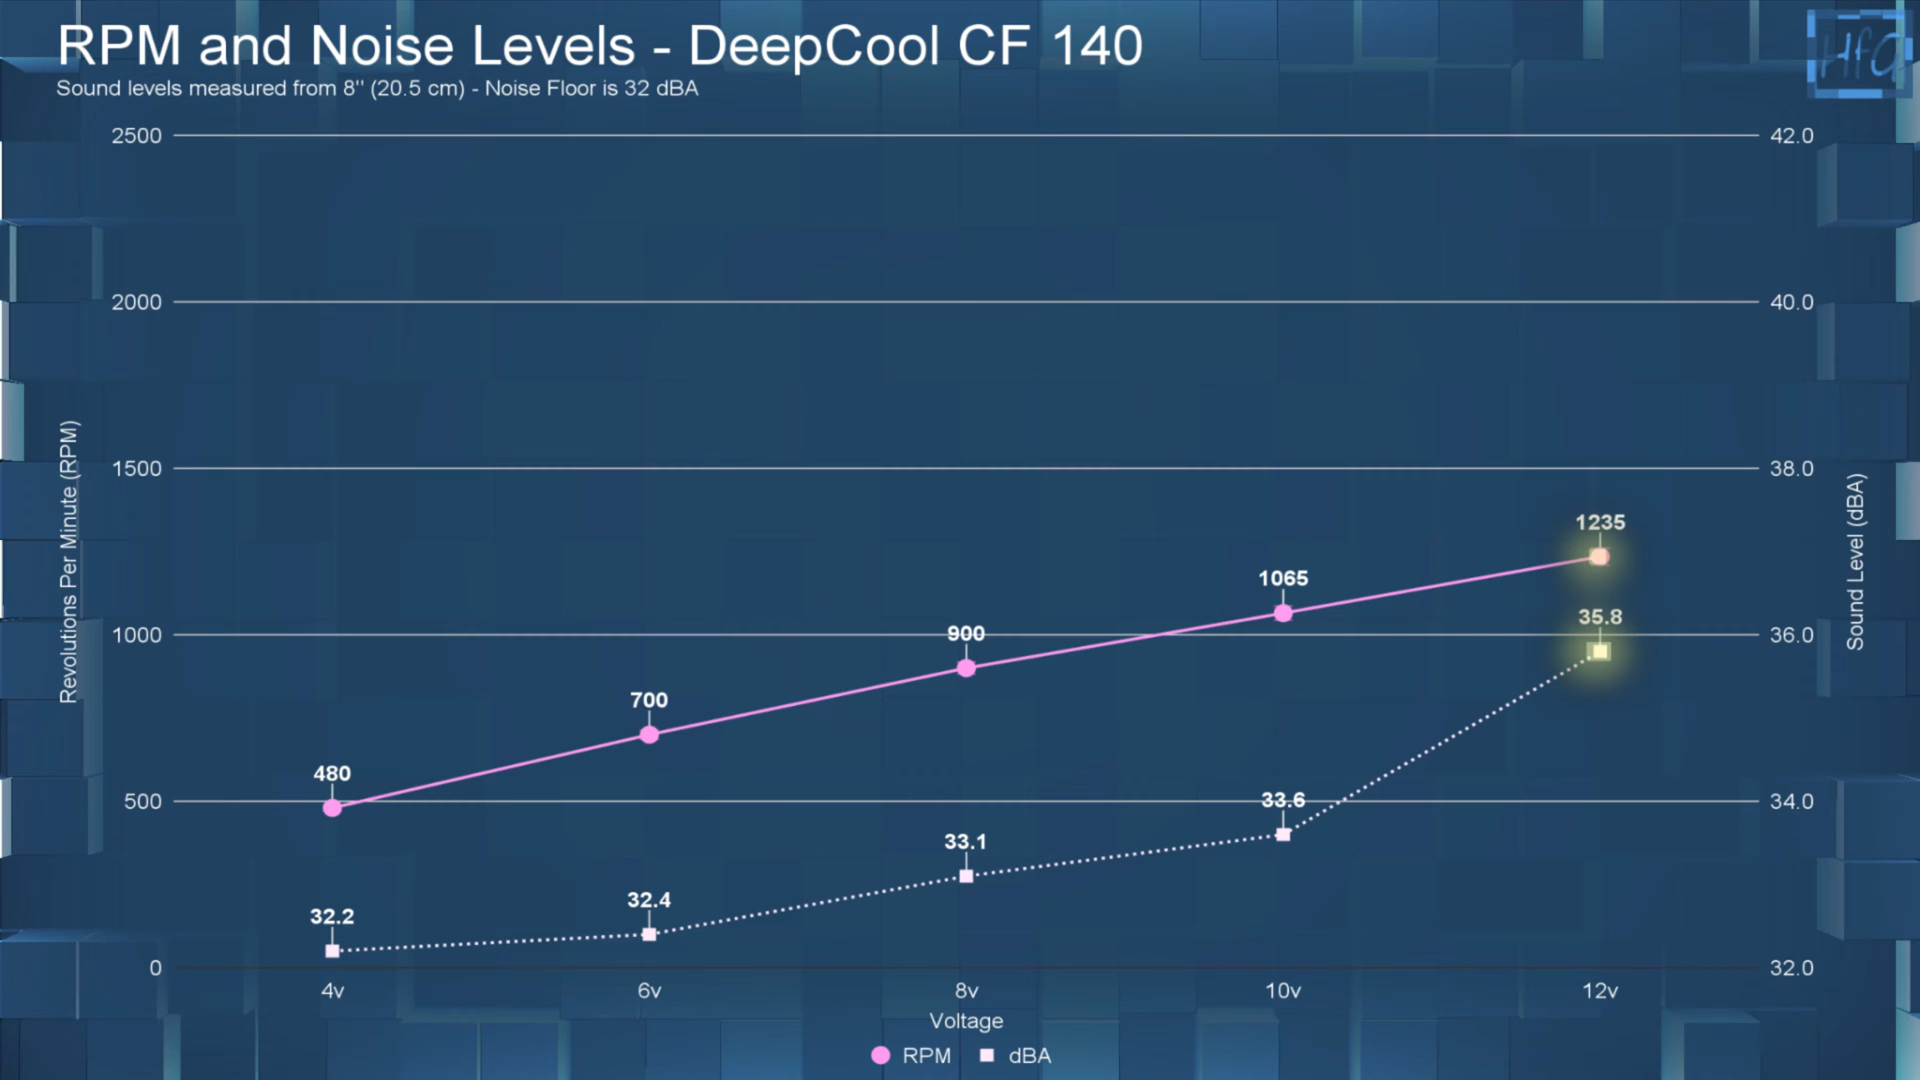 RPM and Noise Levels - DeepCool CF 140
HfG
Sound levels measured from 8" (20.5 cm) - Noise Floor is 32 dBA
2500
42.0
2000
40.0
1500
38.0
1000
36.0
500
34.0
0
32.0
Revolutions Per Minute (RPM)
Sound Level (dBA)
480
700
900
1065
1235
32.2
32.4
33.1
33.6
35.8
4v
6v
8v
10v
12v
Voltage
RPM
dBA